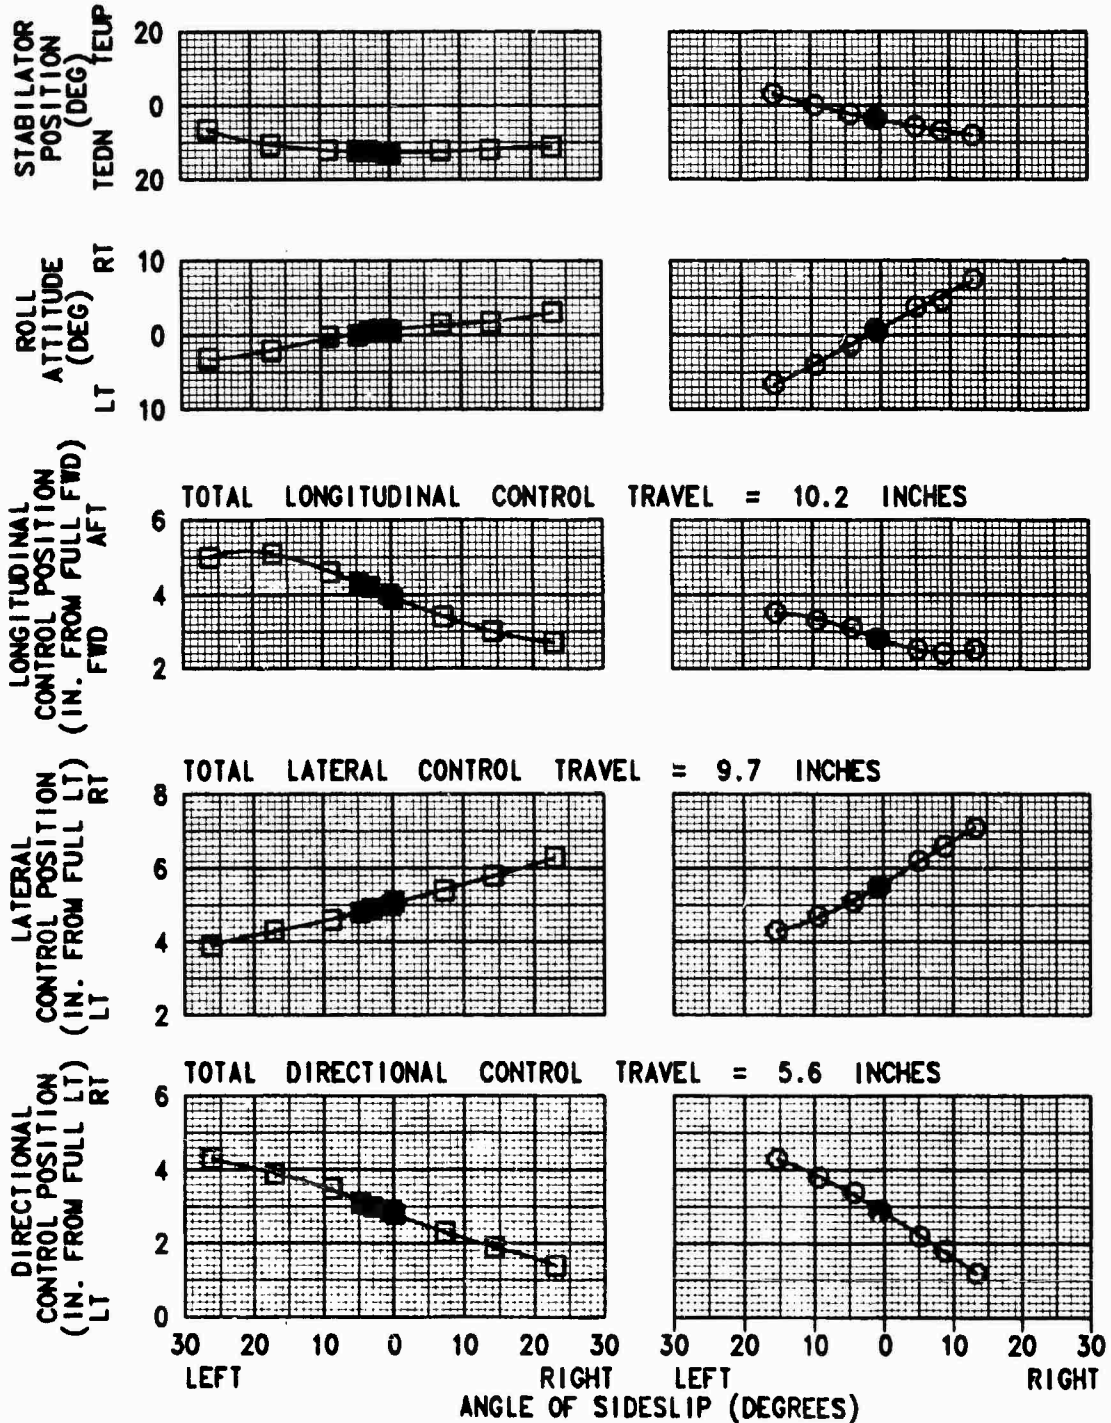 STABILATOR
POSITION
(DEG)
TEDN TEUP
20
0
20
ROLL
ATTITUDE
(DEG)
LT RT
10
0
10
LONGITUDINAL
CONTROL POSITION
(IN. FROM FULL FWD)
FWD AFT
TOTAL LONGITUDINAL CONTROL TRAVEL = 10.2 INCHES
6
4
2
LATERAL
CONTROL POSITION
(IN. FROM FULL LT)
LT RT
TOTAL LATERAL CONTROL TRAVEL = 9.7 INCHES
8
6
4
2
DIRECTIONAL
CONTROL POSITION
(IN. FROM FULL LT)
LT RT
TOTAL DIRECTIONAL CONTROL TRAVEL = 5.6 INCHES
6
4
2
0
30 20 10 0 10 20 30 30 20 10 0 10 20 30
LEFT RIGHT LEFT RIGHT
ANGLE OF SIDESLIP (DEGREES)